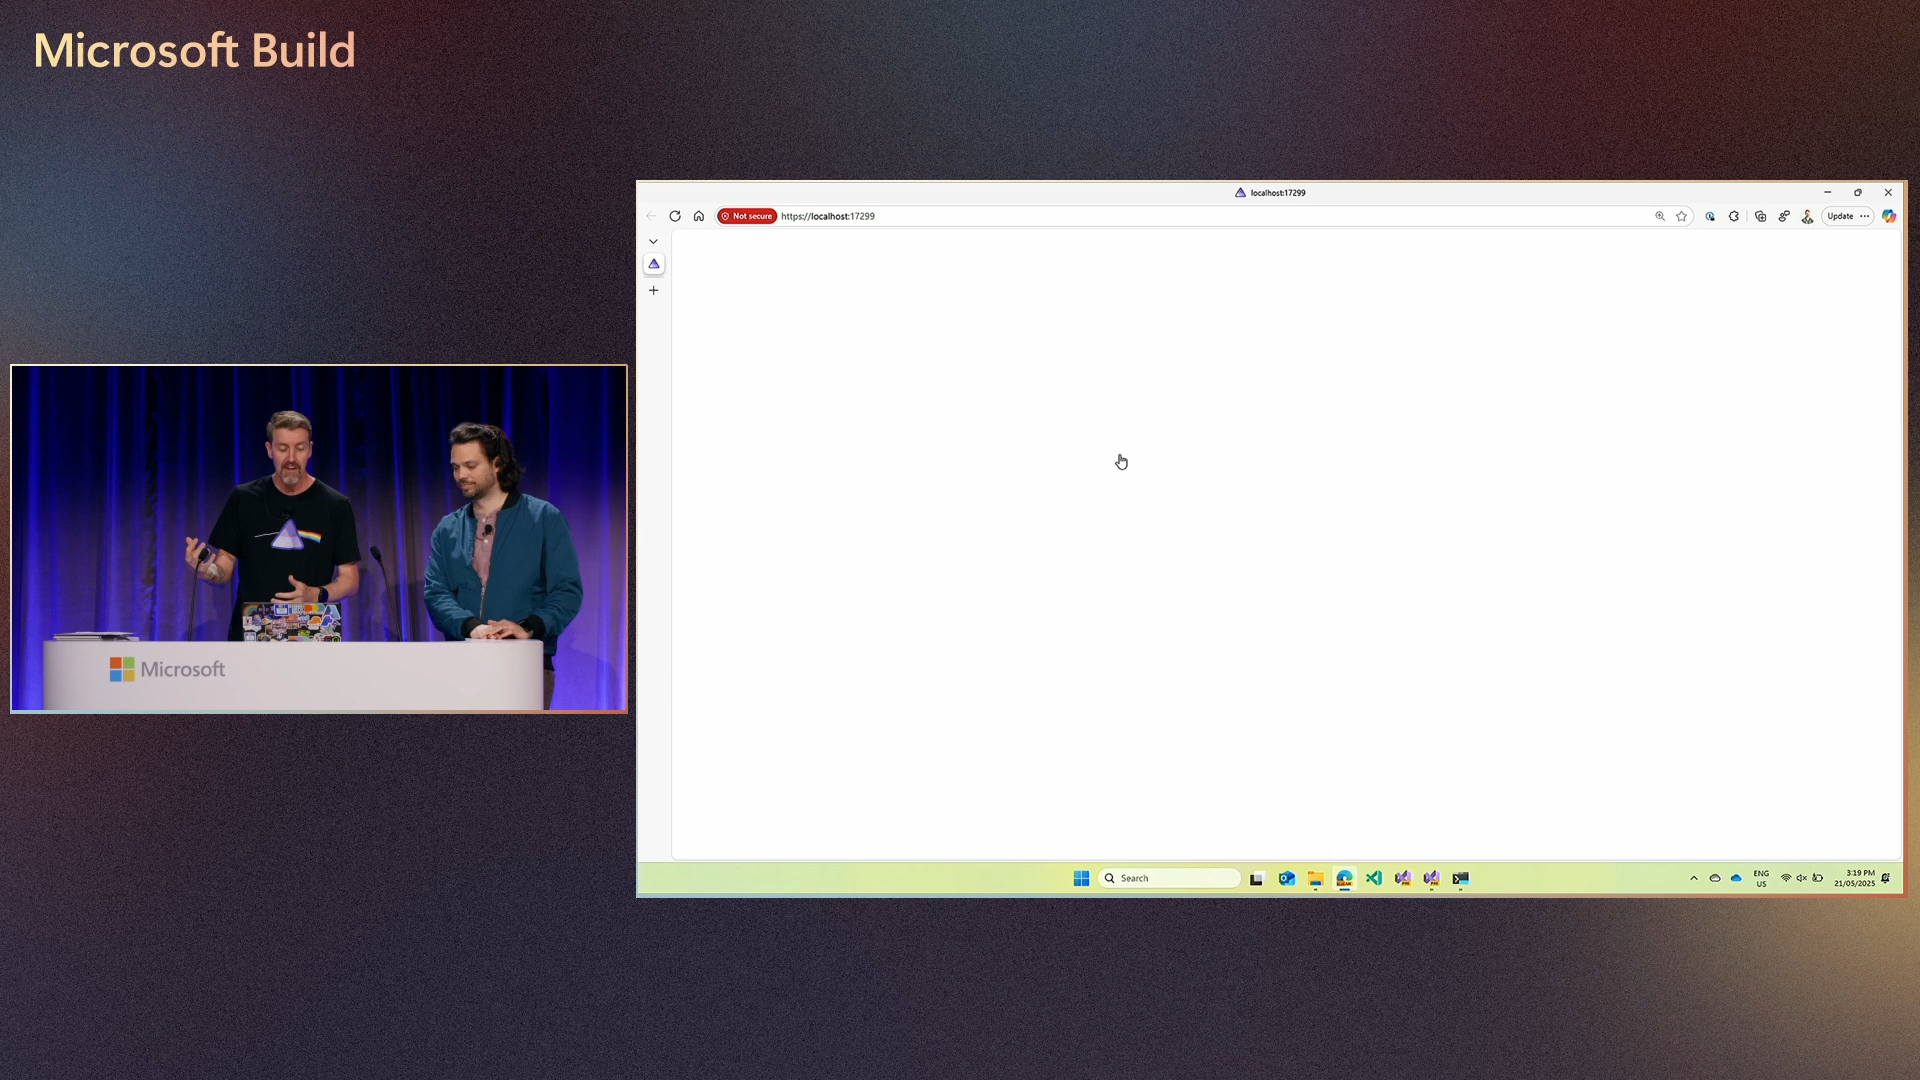 Microsoft Build
localhost:17299
Not secure
https://localhost:17299
Update
Microsoft
Search
ENG
US
3:19 PM
21/05/2025